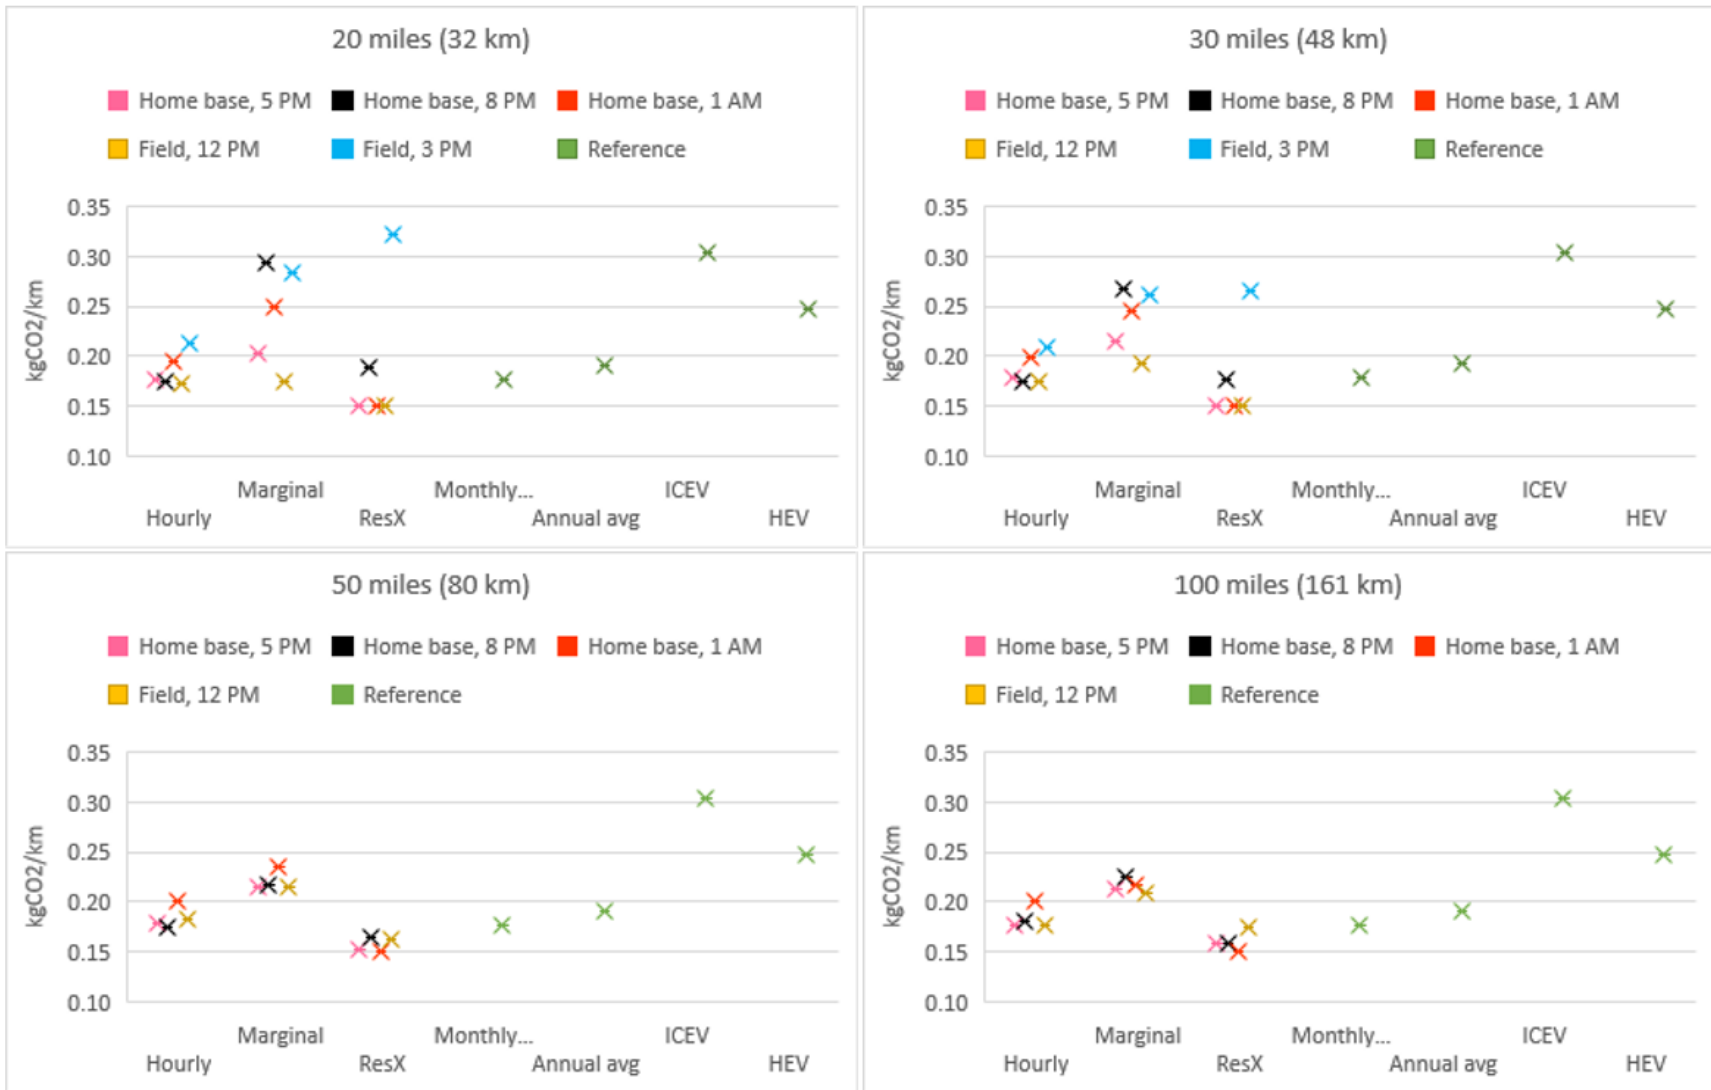 20 miles (32 km)
Home base, 5 PM Home base, 8 PM Home base, 1 AM
Field, 12 PM Field, 3 PM Reference
kgCO2/km
0.35
0.30
0.25
0.20
0.15
0.10
Marginal Monthly... ICEV
Hourly ResX Annual avg HEV
30 miles (48 km)
Home base, 5 PM Home base, 8 PM Home base, 1 AM
Field, 12 PM Field, 3 PM Reference
kgCO2/km
0.35
0.30
0.25
0.20
0.15
0.10
Marginal Monthly... ICEV
Hourly ResX Annual avg HEV
50 miles (80 km)
Home base, 5 PM Home base, 8 PM Home base, 1 AM
Field, 12 PM Reference
kgCO2/km
0.35
0.30
0.25
0.20
0.15
0.10
Marginal Monthly... ICEV
Hourly ResX Annual avg HEV
100 miles (161 km)
Home base, 5 PM Home base, 8 PM Home base, 1 AM
Field, 12 PM Reference
kgCO2/km
0.35
0.30
0.25
0.20
0.15
0.10
Marginal Monthly... ICEV
Hourly ResX Annual avg HEV